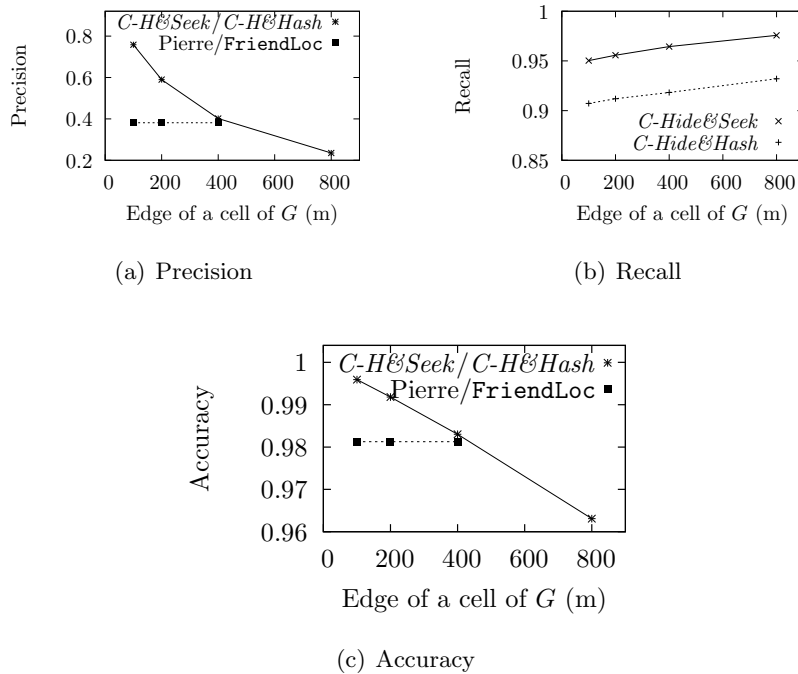 C-H&Seek/C-H&Hash
Pierre/FriendLoc
Precision
0.8
0.6
0.4
0.2
0 200 400 600 800
Edge of a cell of G (m)
(a) Precision
1
0.95
0.9
0.85
Recall
C-Hide&Seek
C-Hide&Hash
0 200 400 600 800
Edge of a cell of G (m)
(b) Recall
C-H&Seek/C-H&Hash
Pierre/FriendLoc
Accuracy
1
0.99
0.98
0.97
0.96
0 200 400 600 800
Edge of a cell of G (m)
(c) Accuracy